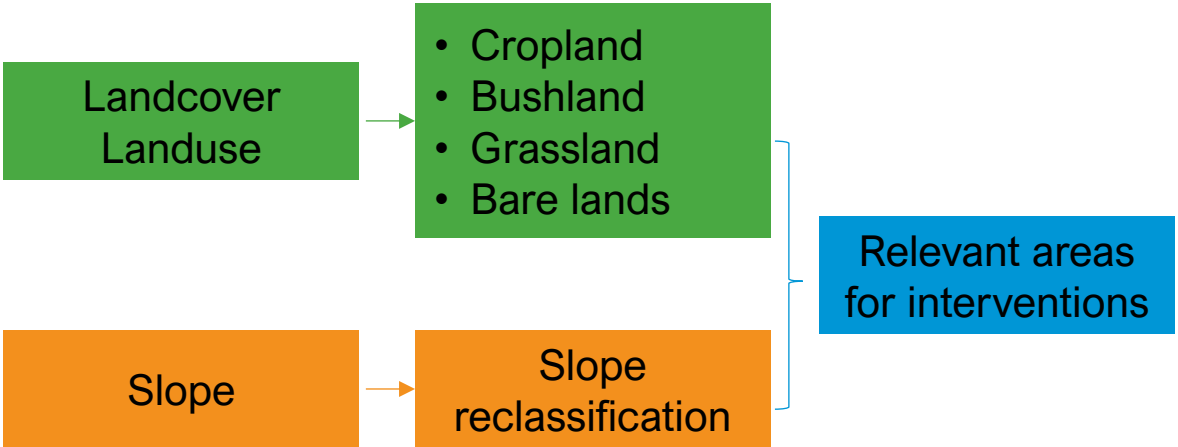 Landcover
Landuse
• Cropland
• Bushland
• Grassland
• Bare lands
Relevant areas
for interventions
Slope
Slope
reclassification